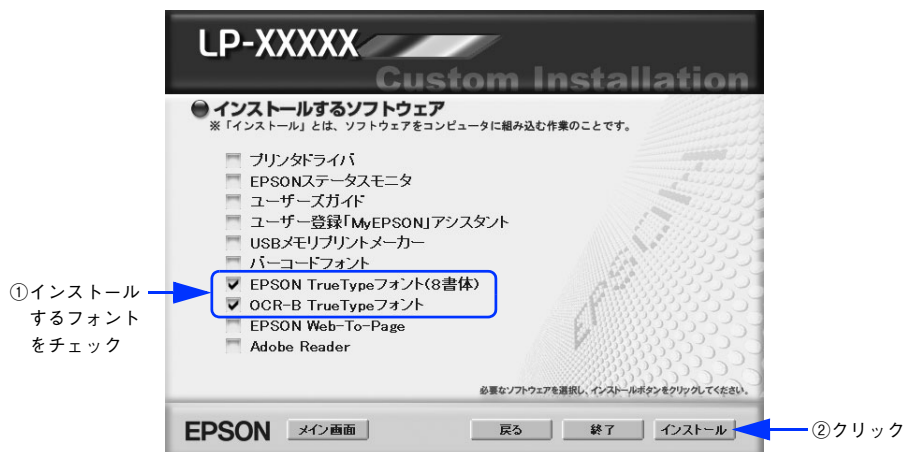 LP-XXXXX
Custom Installation
インストールするソフトウェア
※「インストール」とは、ソフトウェアをコンピュータに組み込む作業のことです。
プリンタドライバ
EPSONステータスモニタ
ユーザーズガイド
ユーザー登録「MyEPSON」アシスタント
USBメモリプリントメーカー
バーコードフォント
EPSON TrueTypeフォント(8書体)
OCR-B TrueTypeフォント
EPSON Web-To-Page
Adobe Reader
①インストール
するフォント
をチェック
EPSON
必要なソフトウェアを選択し、インストールボタンをクリックしてください。
EPSON
メイン画面
戻る
終了
インストール
②クリック